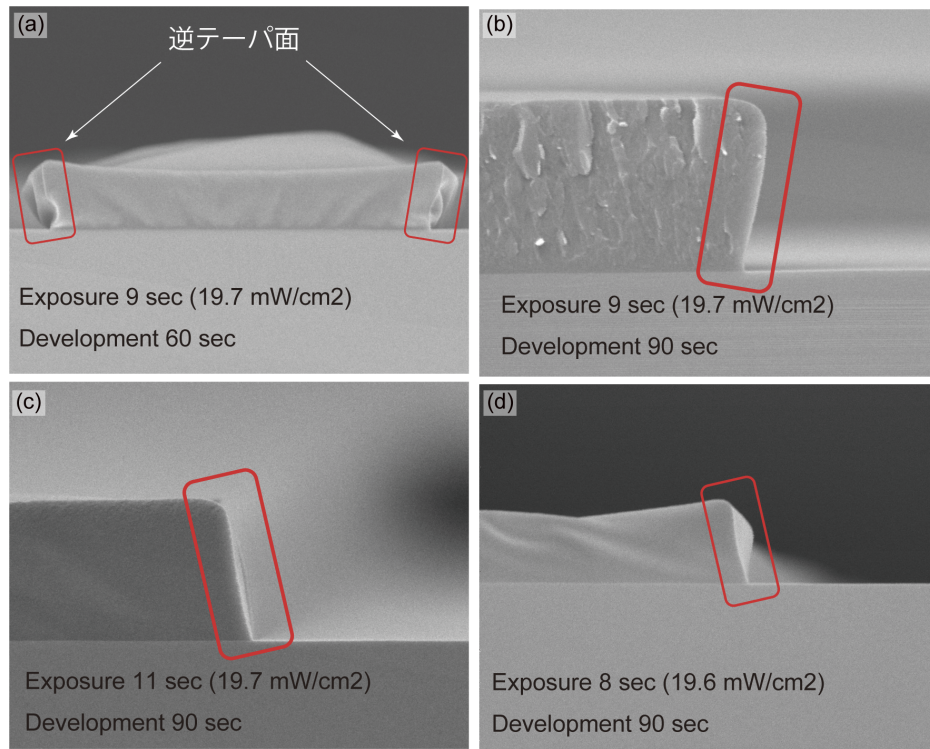 (a)
逆テーパ面
Exposure 9 sec (19.7 mW/cm2)
Development 60 sec
(b)
Exposure 9 sec (19.7 mW/cm2)
Development 90 sec
(c)
Exposure 11 sec (19.7 mW/cm2)
Development 90 sec
(d)
Exposure 8 sec (19.6 mW/cm2)
Development 90 sec